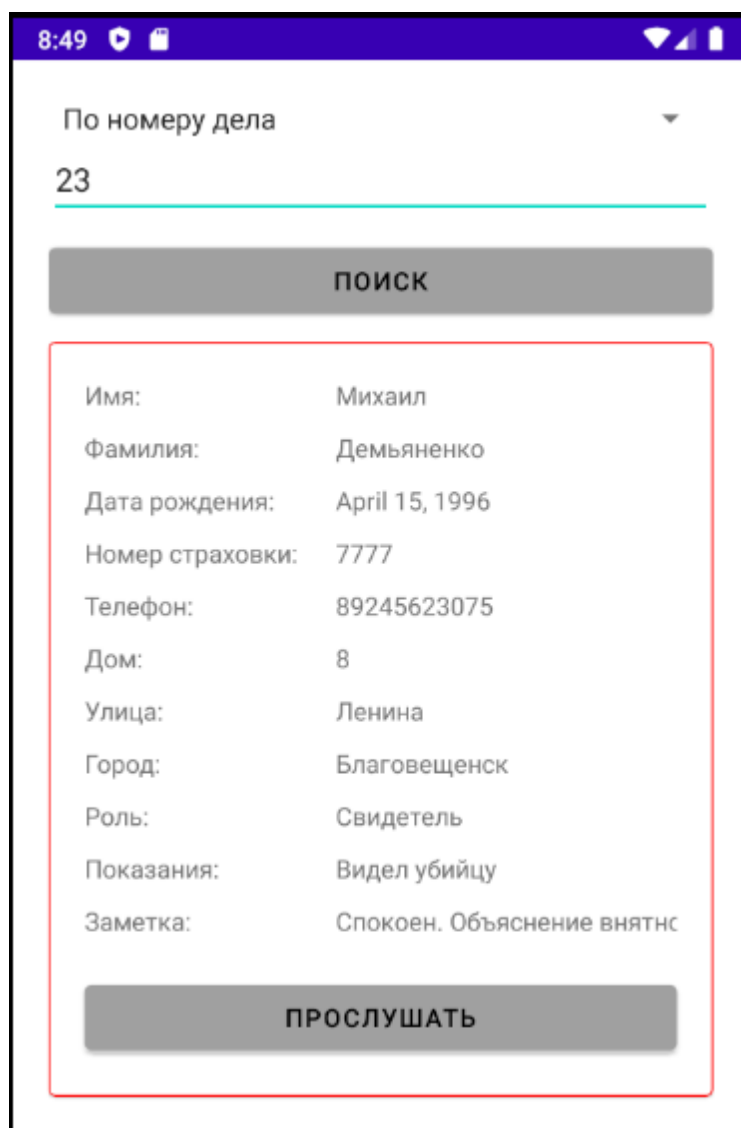 8:49
По номеру дела
23
ПОИСК
Имя: Михаил
Фамилия: Демьяненко
Дата рождения: April 15, 1996
Номер страховки: 7777
Телефон: 89245623075
Дом: 8
Улица: Ленина
Город: Благовещенск
Роль: Свидетель
Показания: Видел убийцу
Заметка: Спокоен. Объяснение внятно
ПРОСЛУШАТЬ